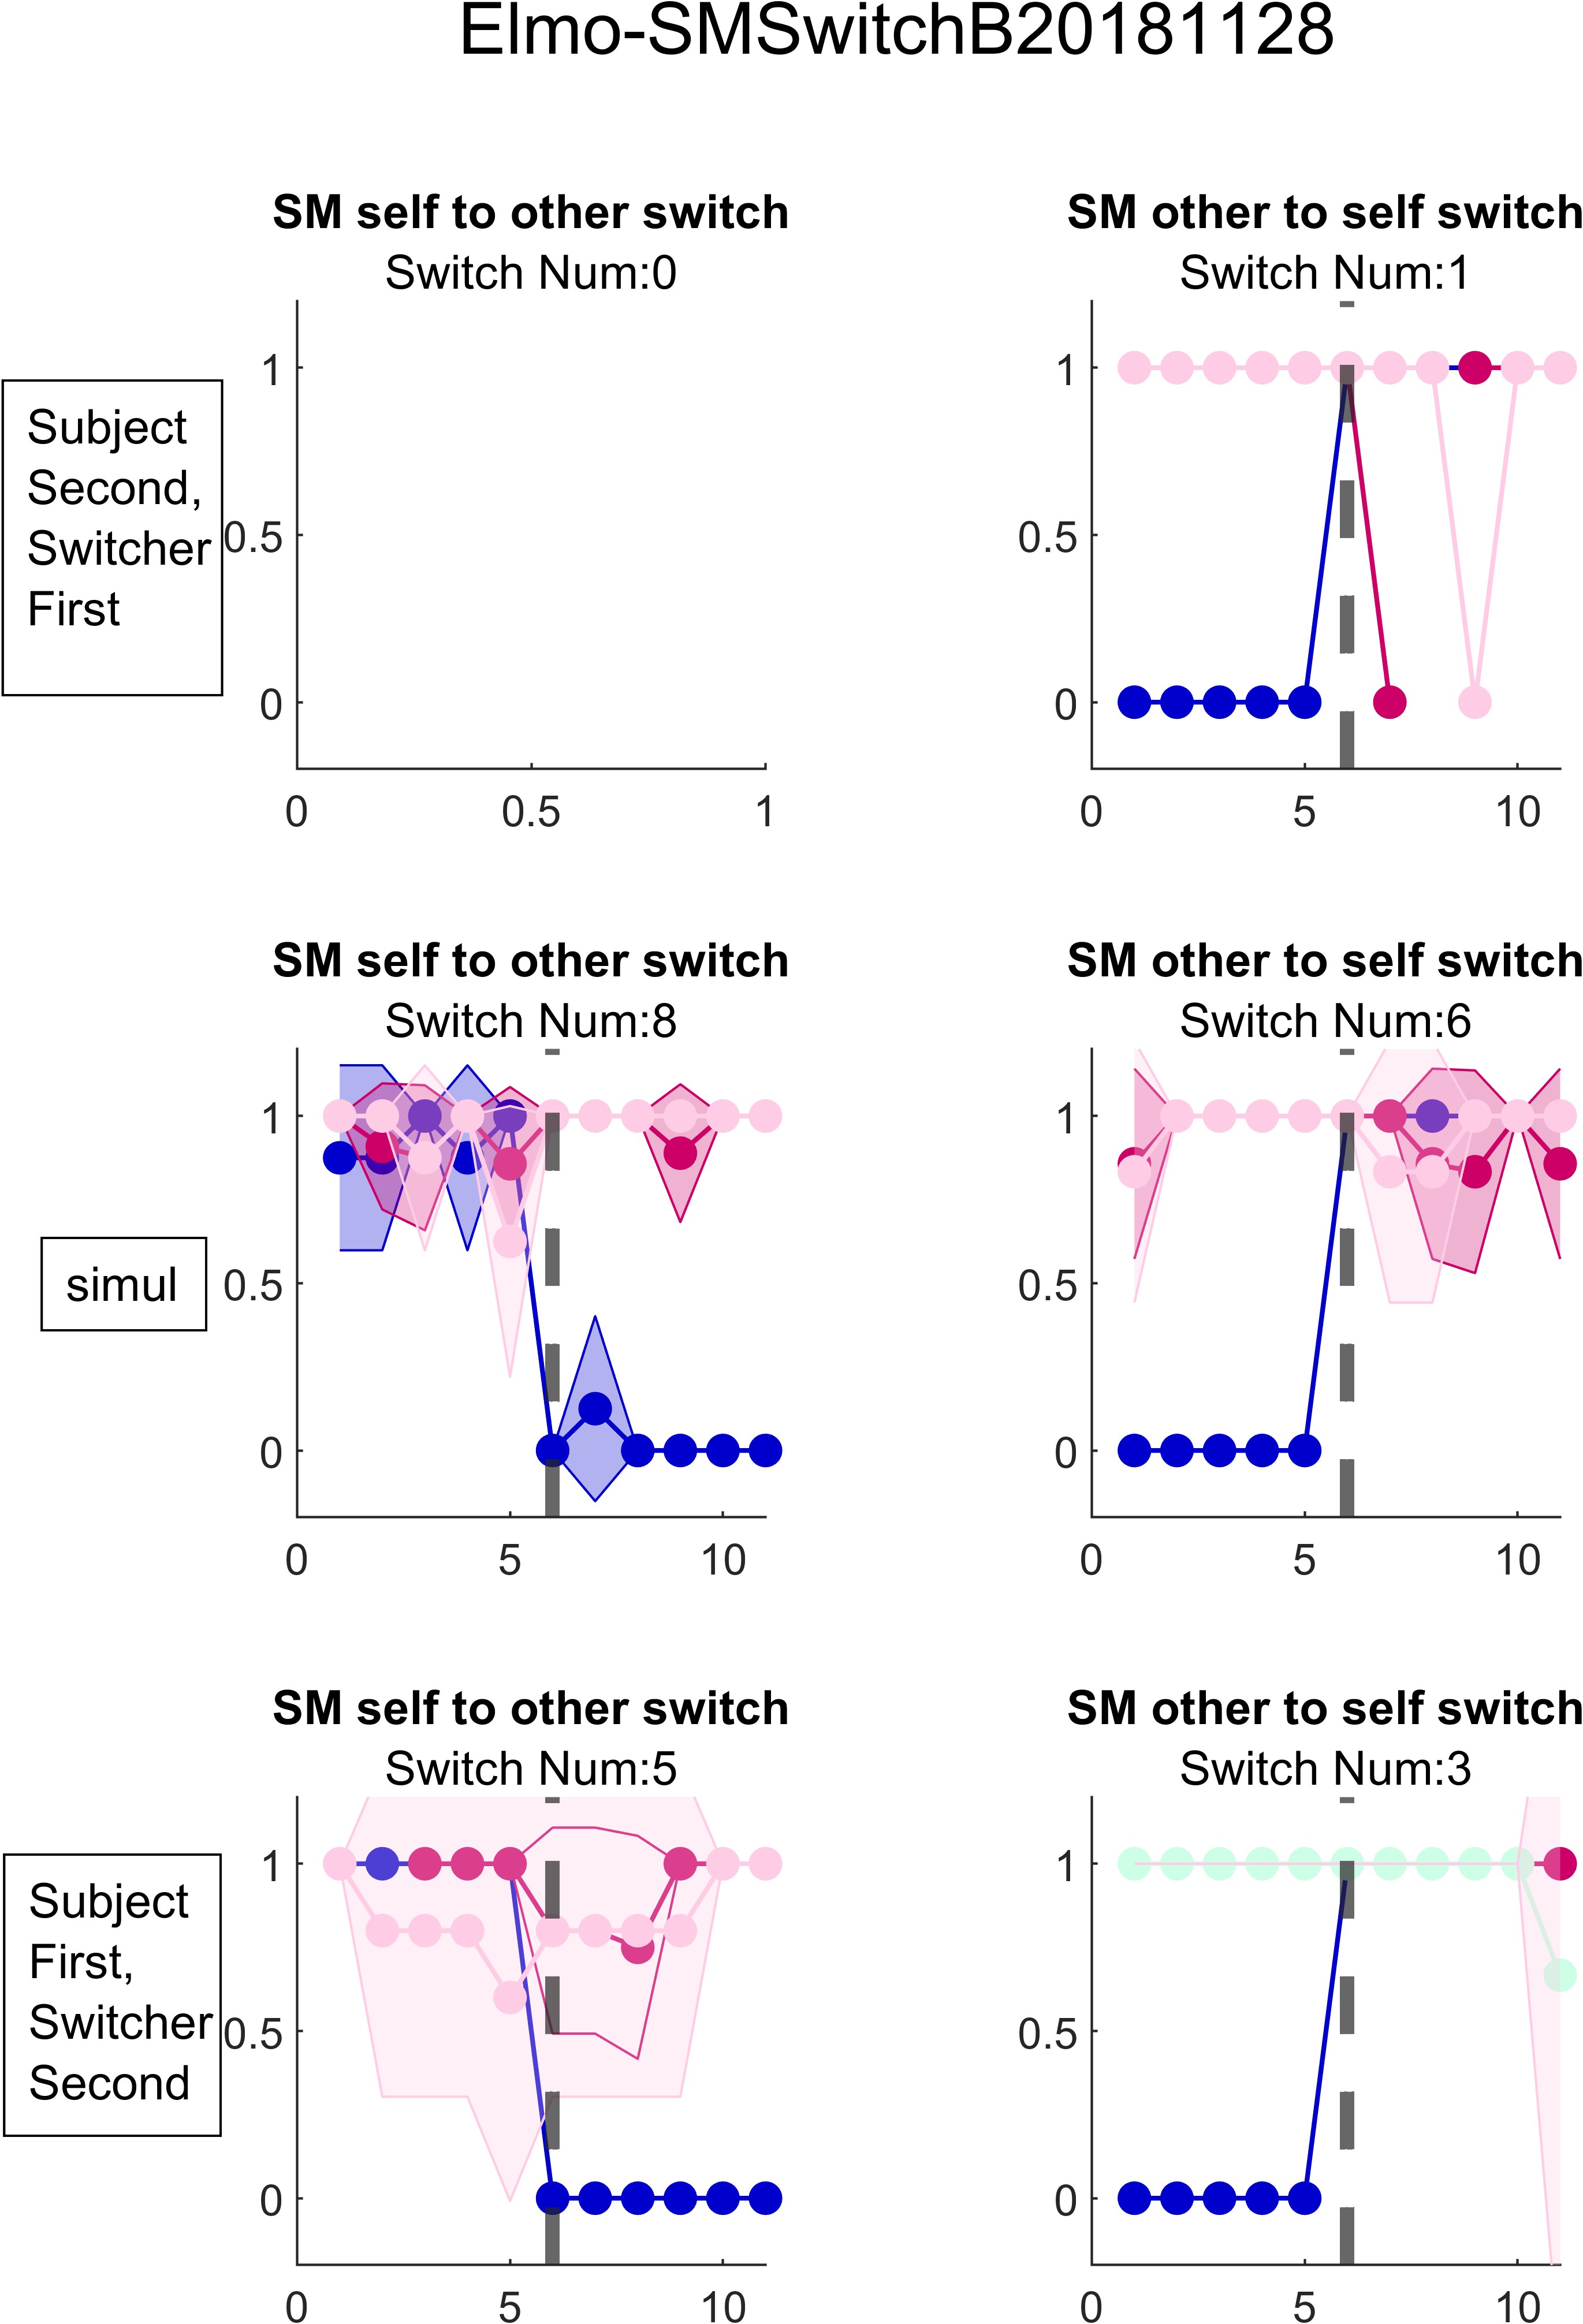 Elmo-SMSwitchB20181128
SM self to other switch
Switch Num:0
SM other to self switch
Switch Num:1
Subject
Second,
Switcher
First
1
0.5
0
0 0.5 1
1
0.5
0
0 5 10
SM self to other switch
Switch Num:8
SM other to self switch
Switch Num:6
simul
1
0.5
0
0 5 10
1
0.5
0
0 5 10
SM self to other switch
Switch Num:5
SM other to self switch
Switch Num:3
Subject
First,
Switcher
Second
1
0.5
0
0 5 10
1
0.5
0
0 5 10